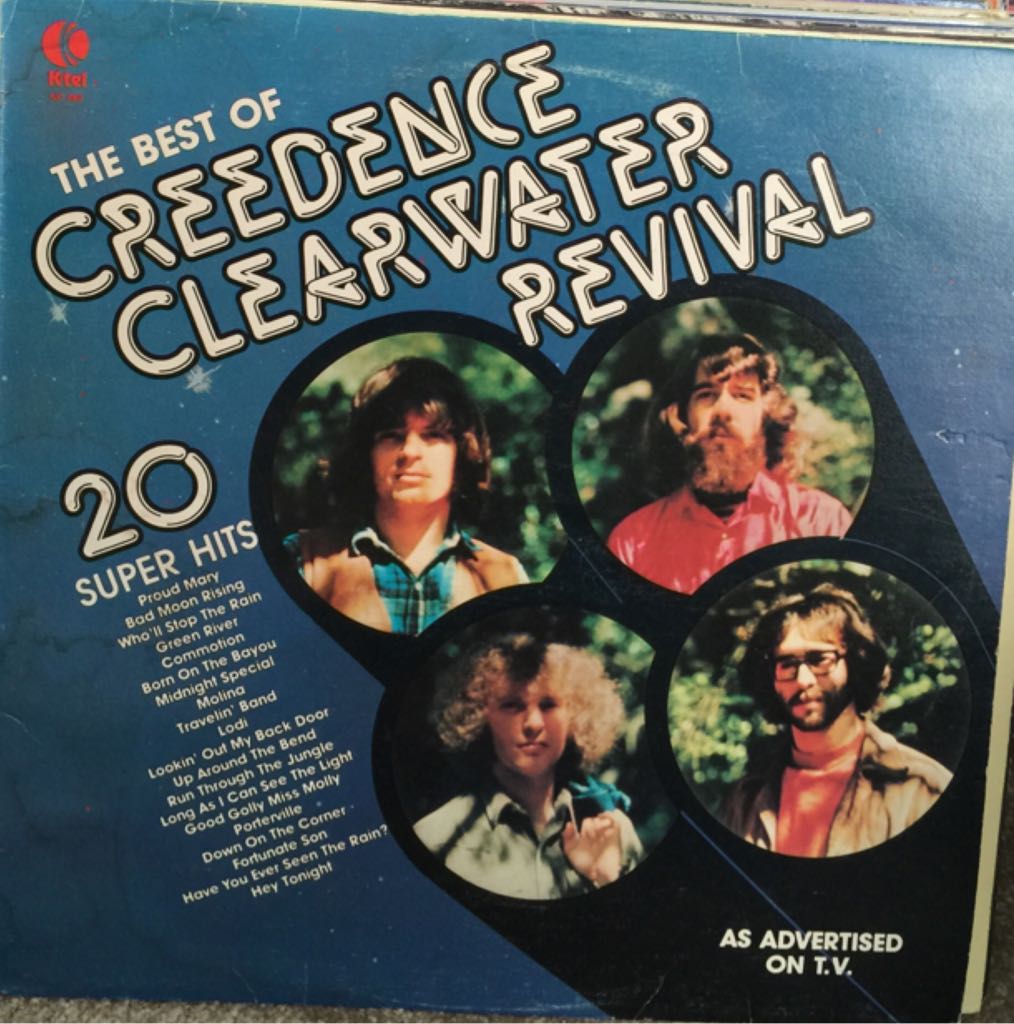 K-tel
THE BEST OF
CREEDENCE
CLEARWATER
REVIVAL
20
SUPER HITS
Proud Mary
Bad Moon Rising
Who'll Stop The Rain
Green River
Commotion
Born On The Bayou
Midnight Special
Molina
Travelin' Band
Lodi
Lookin' Out My Back Door
Up Around The Bend
Run Through The Jungle
Long As I Can See The Light
Good Golly Miss Molly
Porterville
Down On The Corner
Fortunate Son
Have You Ever Seen The Rain?
Hey Tonight
AS ADVERTISED
ON T.V.